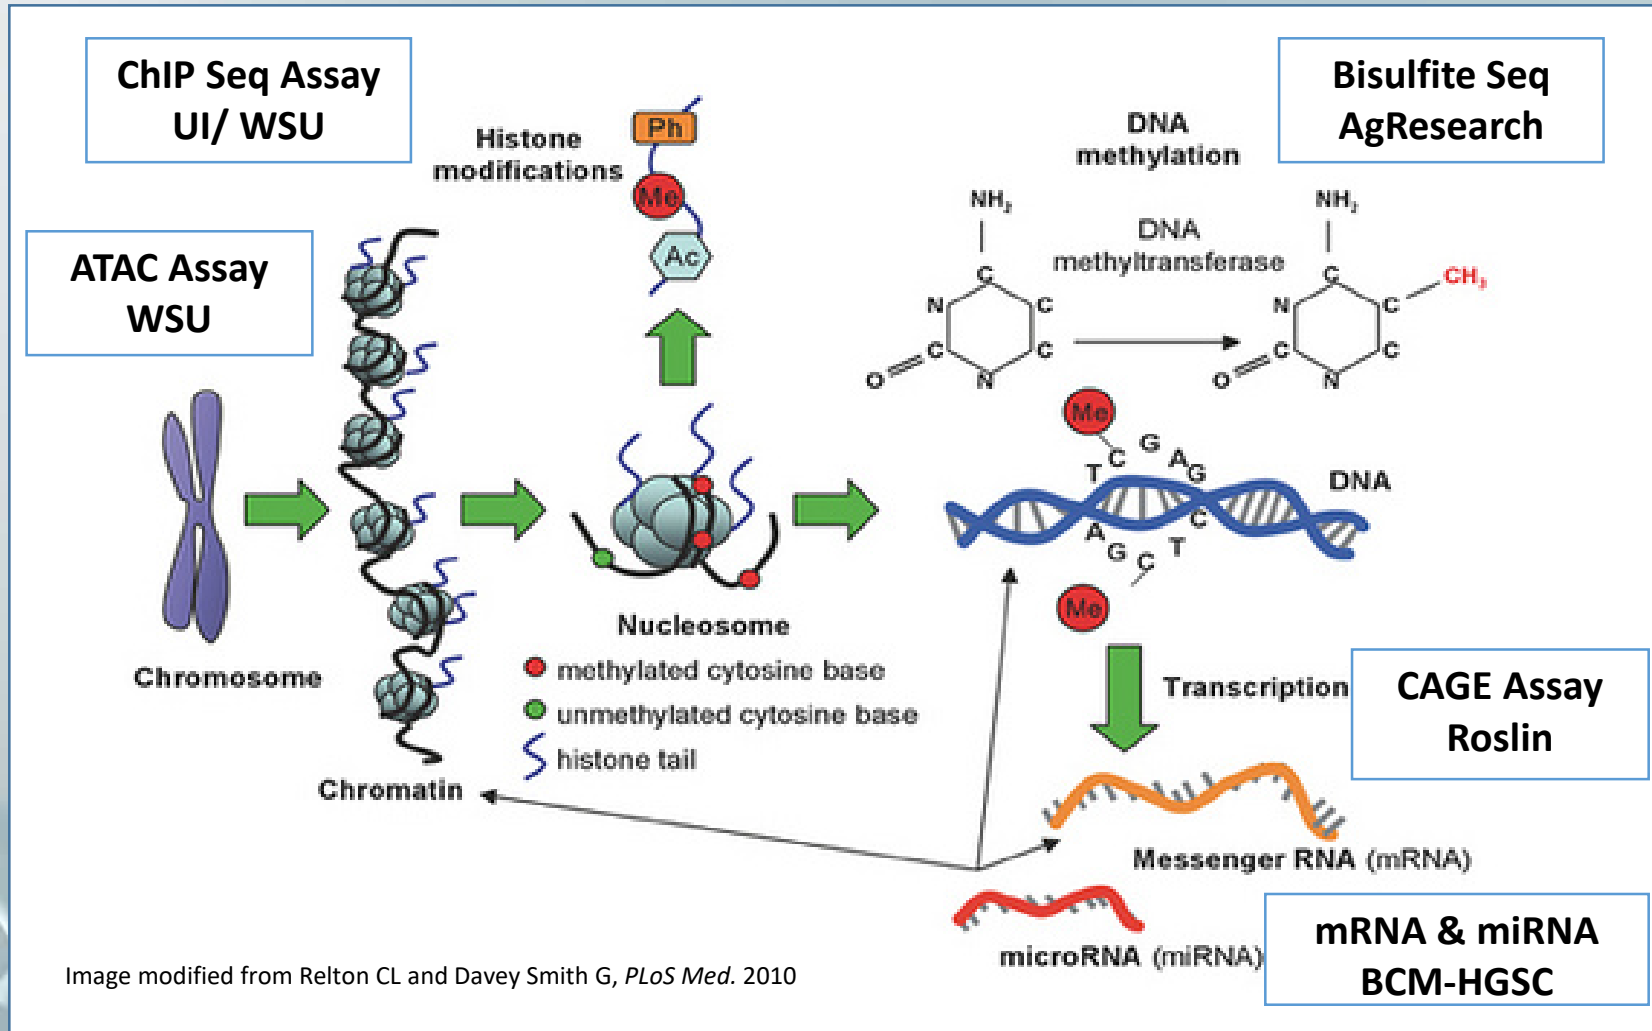 ChIP Seq Assay
UI/ WSU
Bisulfite Seq
AgResearch
ATAC Assay
WSU
Histone
modifications
Ph
Me
Ac
DNA
methylation
NH₂
DNA
methyltransferase
NH₂
C
N
C
C
O
N
C
CH₃
N
C
C
C
O
N
Me
T
C
G
A
G
DNA
A
G
C
T
C
Me
Chromosome
Chromatin
Nucleosome
methylated cytosine base
unmethylated cytosine base
histone tail
Transcription
CAGE Assay
Roslin
Messenger RNA (mRNA)
microRNA (miRNA)
mRNA & miRNA
BCM-HGSC
Image modified from Relton CL and Davey Smith G, PLoS Med. 2010